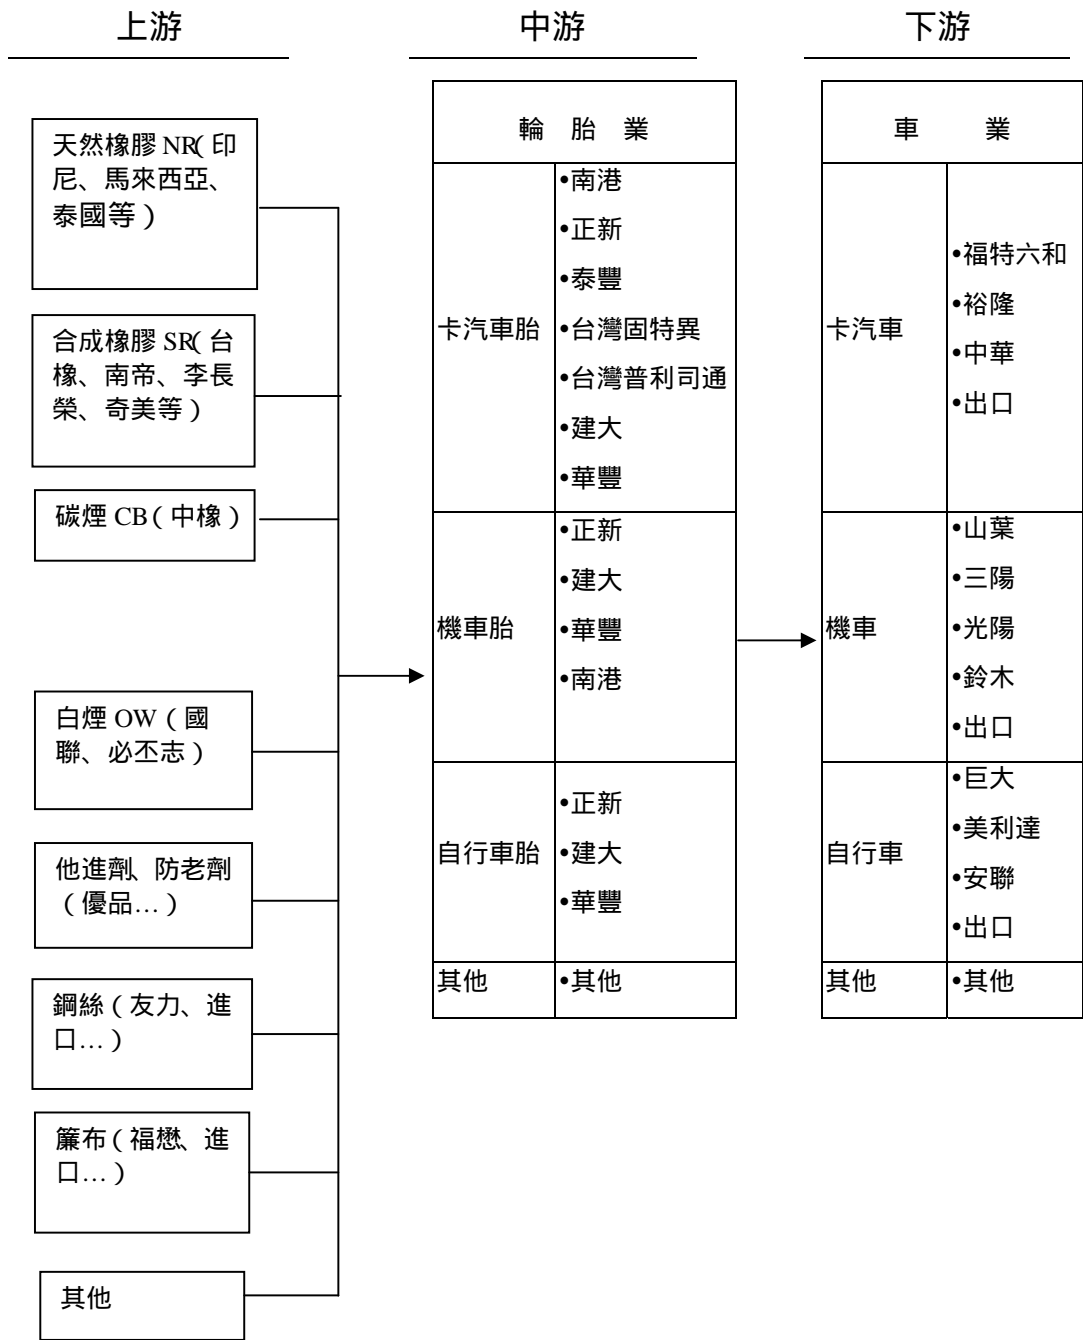 上游
中游
下游
天然橡膠 NR( 印
尼、馬來西亞、
泰國等 )
合成橡膠 SR( 台
橡、南帝、李長
榮、奇美等 )
碳煙 CB ( 中橡 )
白煙 OW ( 國
聯、必丕志 )
他進劑、防老劑
( 優品… )
鋼絲 ( 友力、進
口… )
簾布 ( 福懋、進
口… )
其他
輪 胎 業
卡汽車胎
•南港
•正新
•泰豐
•台灣固特異
•台灣普利司通
•建大
•華豐
機車胎
•正新
•建大
•華豐
•南港
自行車胎
•正新
•建大
•華豐
其他
•其他
車 業
卡汽車
•福特六和
•裕隆
•中華
•出口
機車
•山葉
•三陽
•光陽
•鈴木
•出口
自行車
•巨大
•美利達
•安聯
•出口
其他
•其他